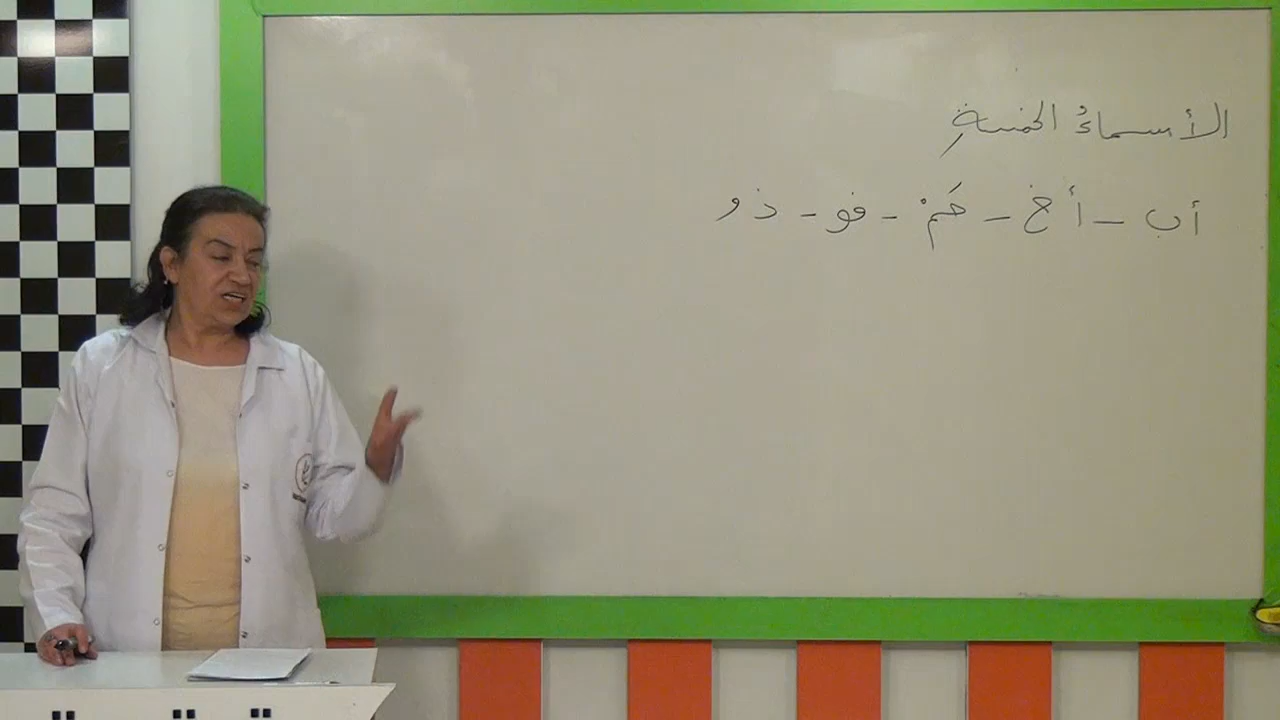 الأسماءُ الخمسةِ
أب - أخ - حَمْ - فو - ذو